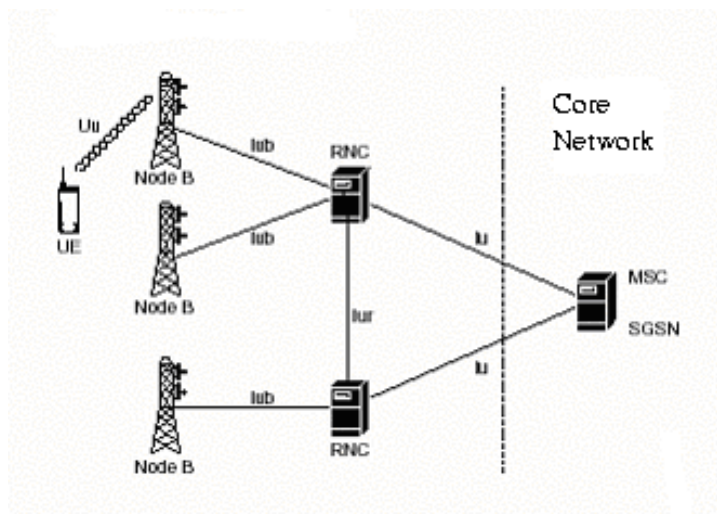 Core
Network
Uu
Iub
RNC
Node B
UE
Iub
Iu
MSC
Node B
Iur
SGSN
Iu
Iub
Node B
RNC